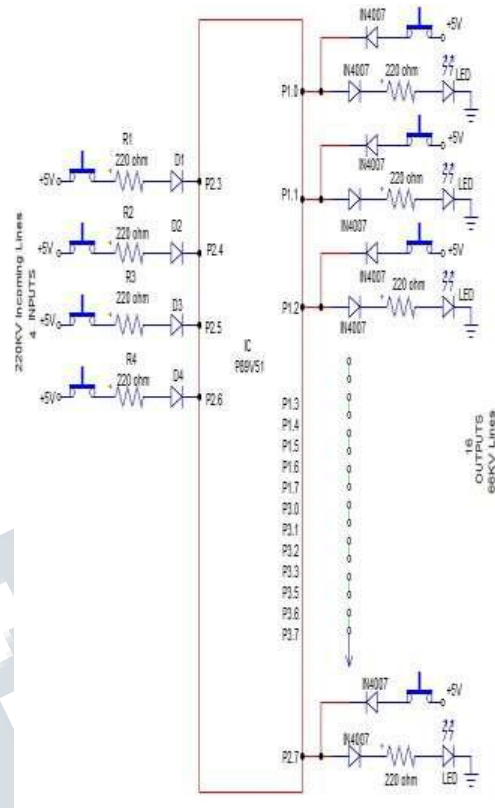 220KV Incoming Lines
4 INPUTS
R1
220 ohm
D1
+5V
P2.3
R2
220 ohm
D2
+5V
P2.4
R3
220 ohm
D3
+5V
P2.5
R4
220 ohm
D4
+5V
P2.6
IC
P89V51
IN4007
+5V
IN4007
220 ohm
LED
P1.0
+5V
IN4007
220 ohm
LED
P1.1
IN4007
+5V
IN4007
220 ohm
LED
P1.2
IN4007
P1.3
P1.4
P1.5
P1.6
P1.7
P3.0
P3.1
P3.2
P3.3
P3.5
P3.6
P3.7
16
OUTPUTS
66KV Lines
IN4007
+5V
IN4007
P2.7
220 ohm
LED